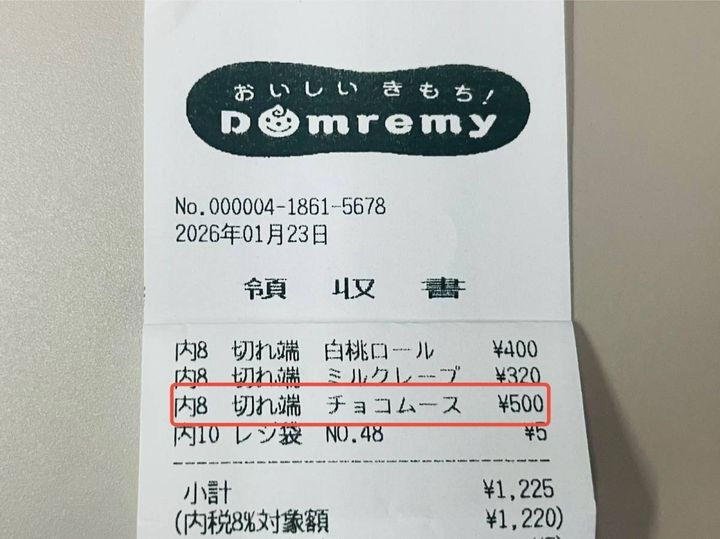 おいしい きもち!
Domremy
No.000004-1861-5678
2026年01月23日
領 収 書
内8 切れ端 白桃ロール ¥400
内8 切れ端 ミルクレープ ¥320
内8 切れ端 チョコムース ¥500
内10 レジ袋 NO.48 ¥5
小計 ¥1,225
(内税8%対象額 ¥1,220)